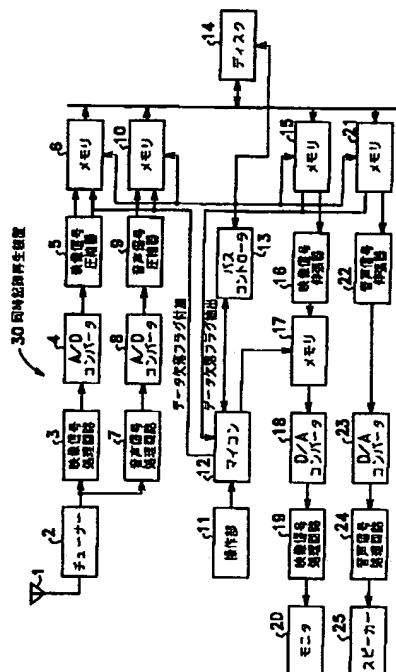 30 同時記録再生装置
1
2
チューナー
3
映像信号
処理回路
4
A/D
コンバータ
5
映像信号
圧縮器
6
メモリ
7
音声信号
処理回路
8
A/D
コンバータ
9
音声信号
圧縮器
10
メモリ
14
ディスク
11
操作部
12
マイコン
データ欠落フラグ付加
データ欠落フラグ抽出
13
バス
コントローラ
15
メモリ
16
映像信号
伸張器
17
メモリ
18
D/A
コンバータ
19
映像信号
処理回路
20
モニタ
21
メモリ
22
音声信号
伸張器
23
D/A
コンバータ
24
音声信号
処理回路
25
スピーカー